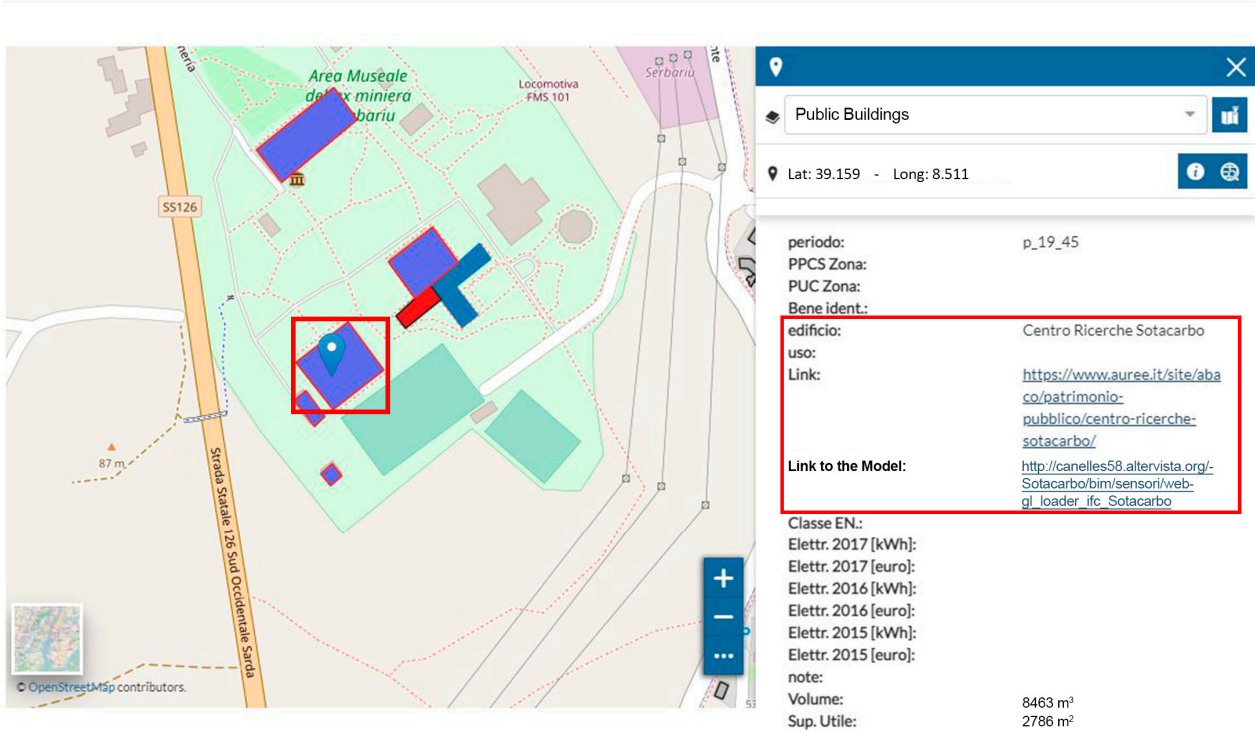 neria
Area Museale
dell'ex miniera
bariu
Locomotiva
FMS 101
Serbariu
nte
SS126
87 m
Strada Statale 126 Sud Occidentale Sarda
© OpenStreetMap contributors.
+
−
...
P
53
Public Buildings
Lat: 39.159 - Long: 8.511
periodo: p_19_45
PPCS Zona:
PUC Zona:
Bene ident.:
edificio: Centro Ricerche Sotacarbo
uso:
Link: https://www.auree.it/site/aba
co/patrimonio-
pubblico/centro-ricerche-
sotacarbo/
Link to the Model: http://canelles58.altervista.org/-
Sotacarbo/bim/sensori/web-
gl_loader_ifc_Sotacarbo
Classe EN.:
Elettr. 2017 [kWh]:
Elettr. 2017 [euro]:
Elettr. 2016 [kWh]:
Elettr. 2016 [euro]:
Elettr. 2015 [kWh]:
Elettr. 2015 [euro]:
note:
Volume: 8463 m³
Sup. Utile: 2786 m²